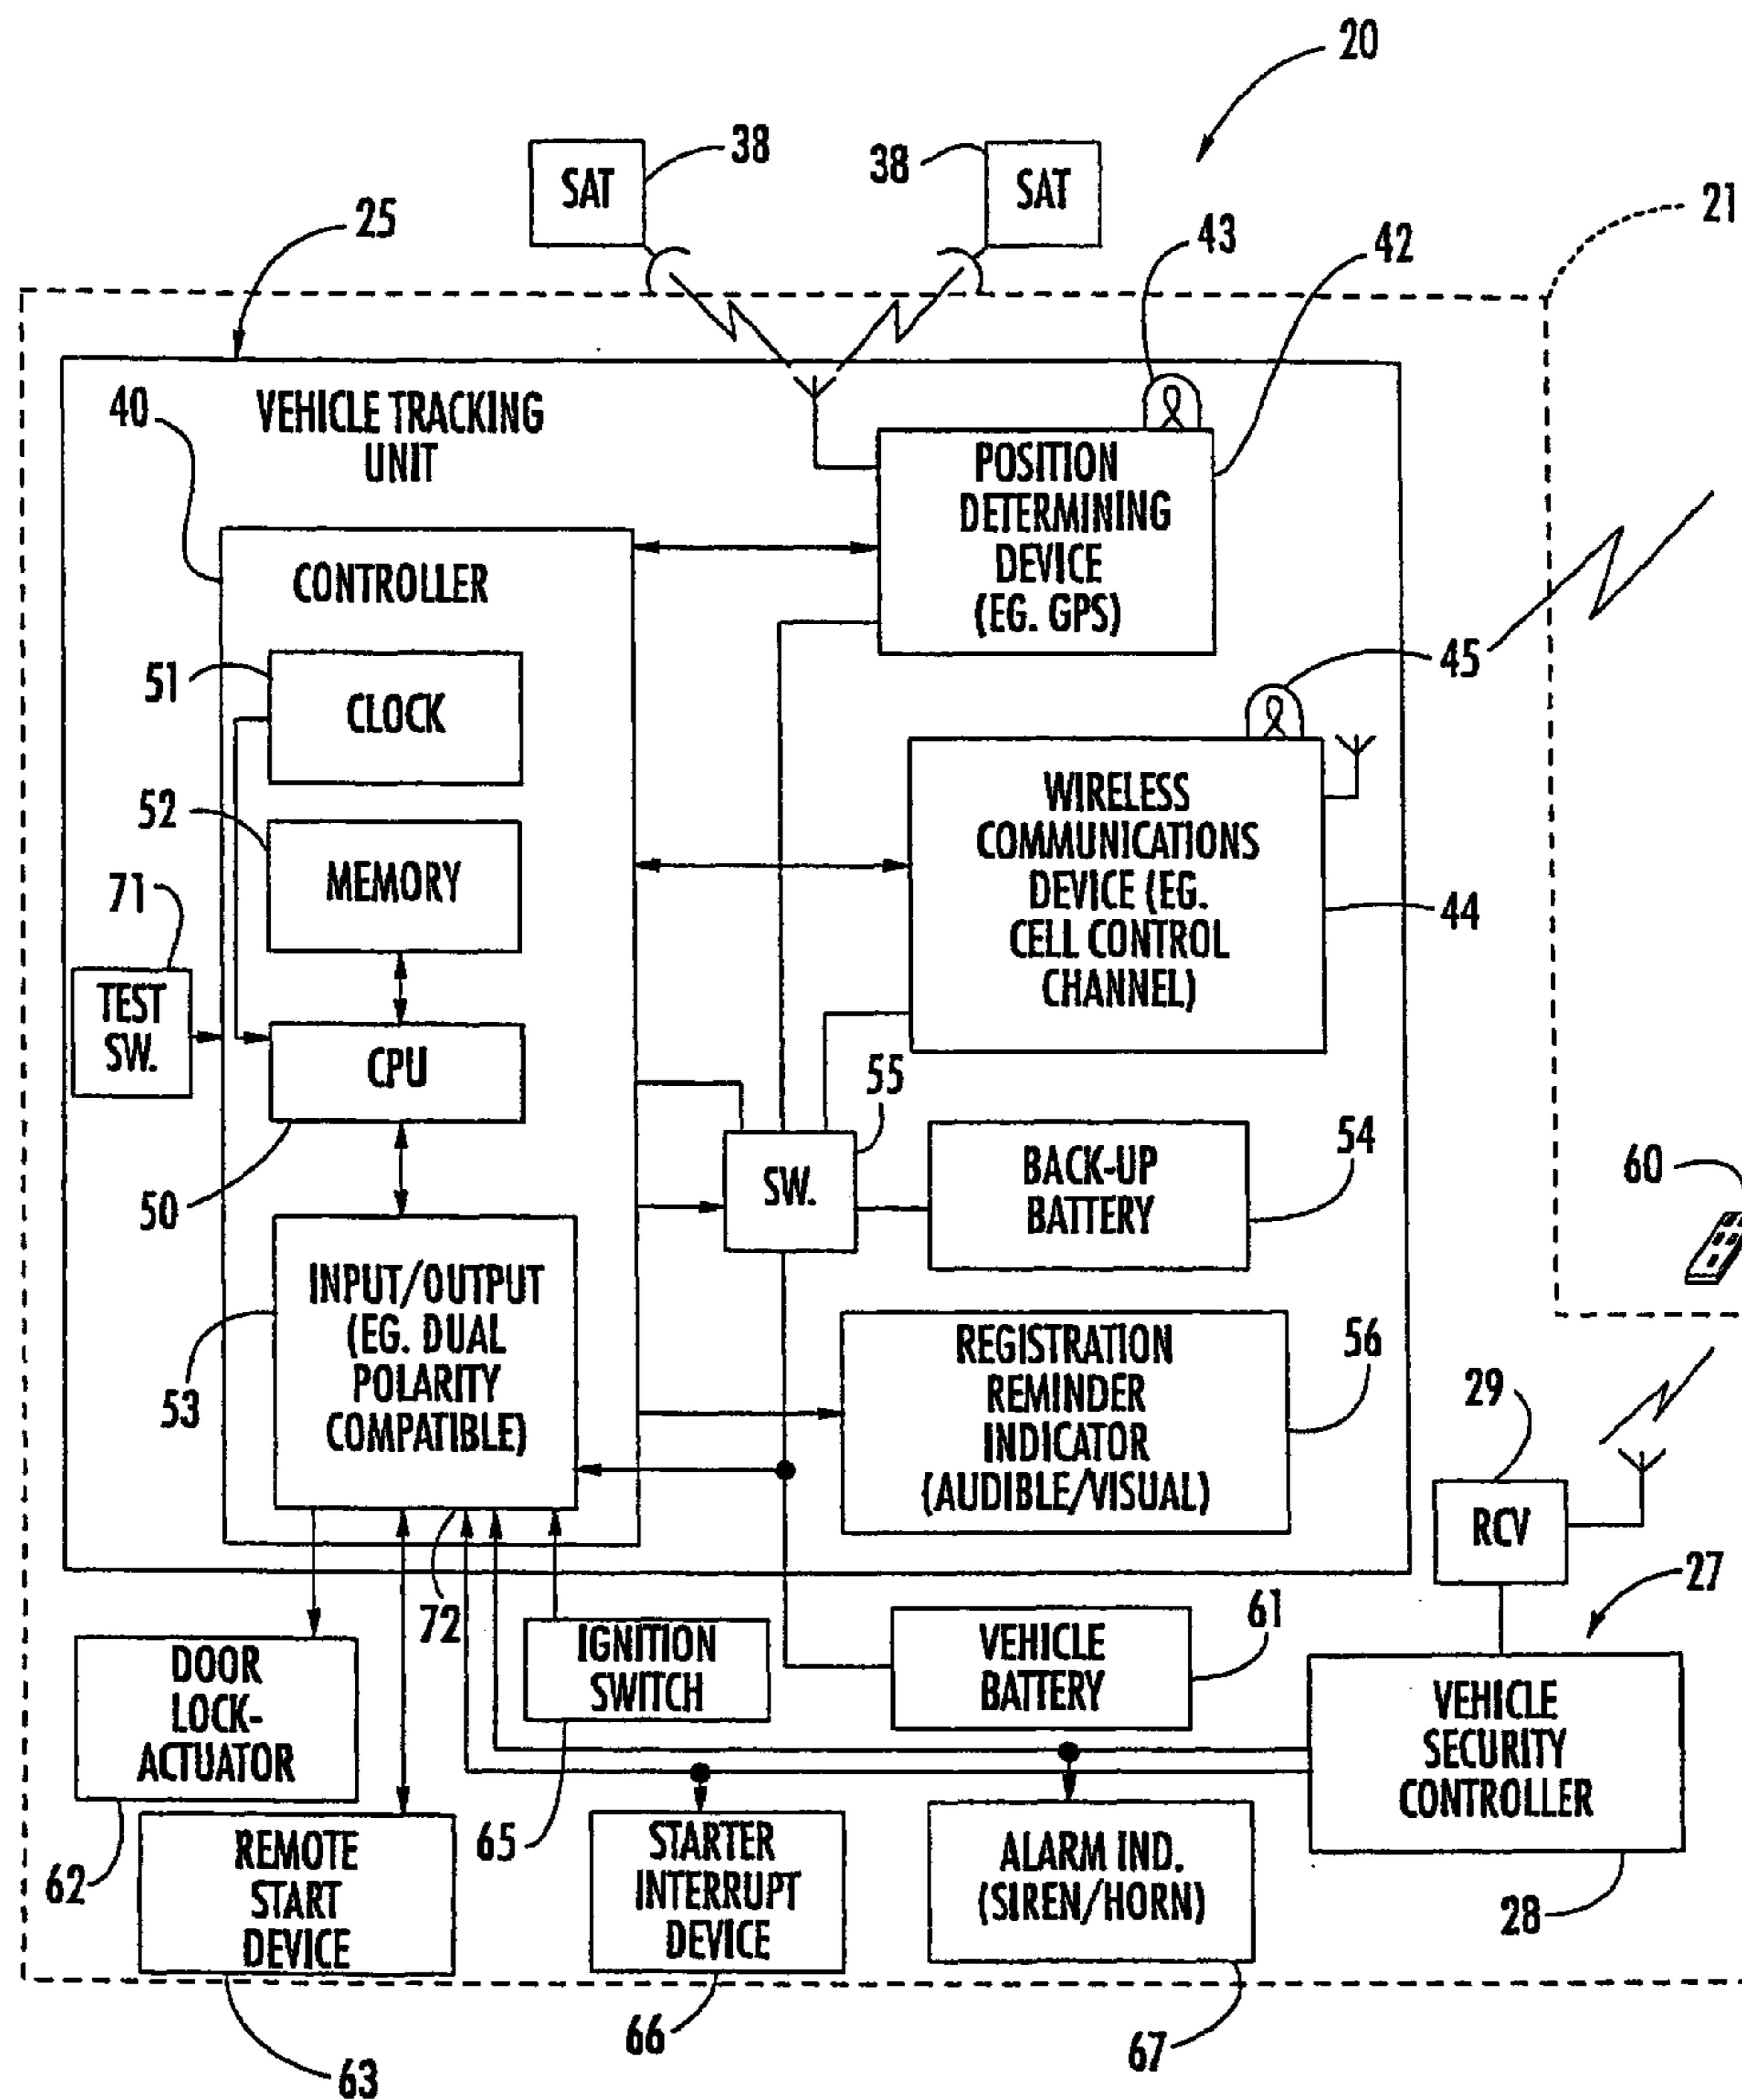 20
38
SAT
38
SAT
21
25
43
42
40
VEHICLE TRACKING
UNIT
POSITION
DETERMINING
DEVICE
(EG. GPS)
CONTROLLER
45
51
CLOCK
52
MEMORY
WIRELESS
COMMUNICATIONS
DEVICE (EG.
CELL CONTROL
CHANNEL)
44
71
TEST
SW.
CPU
55
50
SW.
BACK-UP
BATTERY
54
60
INPUT/OUTPUT
(EG. DUAL
POLARITY
COMPATIBLE)
53
REGISTRATION
REMINDER
INDICATOR
(AUDIBLE/VISUAL)
56
29
RCV
27
72
DOOR
LOCK-
ACTUATOR
IGNITION
SWITCH
VEHICLE
BATTERY
61
VEHICLE
SECURITY
CONTROLLER
62
REMOTE
START
DEVICE
65
STARTER
INTERRUPT
DEVICE
ALARM IND.
(SIREN/HORN)
28
63
66
67